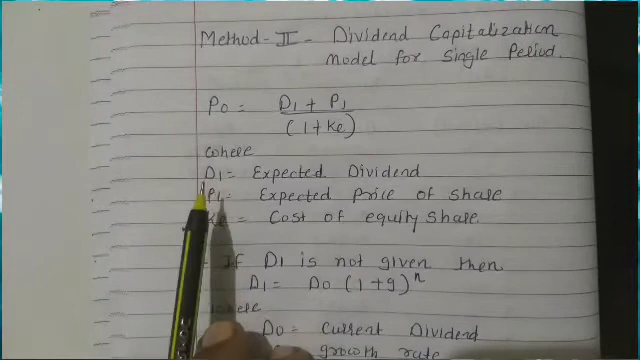 Method - II - Dividend Capitalization
Model for Single Period.
P0 = D1 + P1
(1+Ke)
where
D1 = Expected Dividend
P1 = Expected Price of Share
Ke = Cost of equity Share
If D1 is not given then
D1 = D0 (1+g)^n
where
D0 = Current Dividend
growth rate